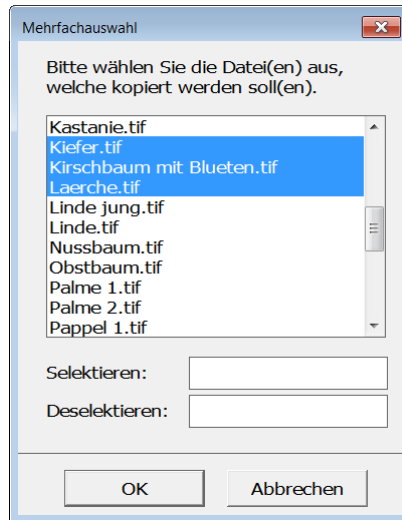 Mehrfachauswahl
Bitte wählen Sie die Datei(en) aus,
welche kopiert werden soll(en).
Kastanie.tif
Kiefer.tif
Kirschbaum mit Blueten.tif
Laerche.tif
Linde jung.tif
Linde.tif
Nussbaum.tif
Obstbaum.tif
Palme 1.tif
Palme 2.tif
Pappel 1.tif
Selektieren:
Deselektieren:
OK
Abbrechen